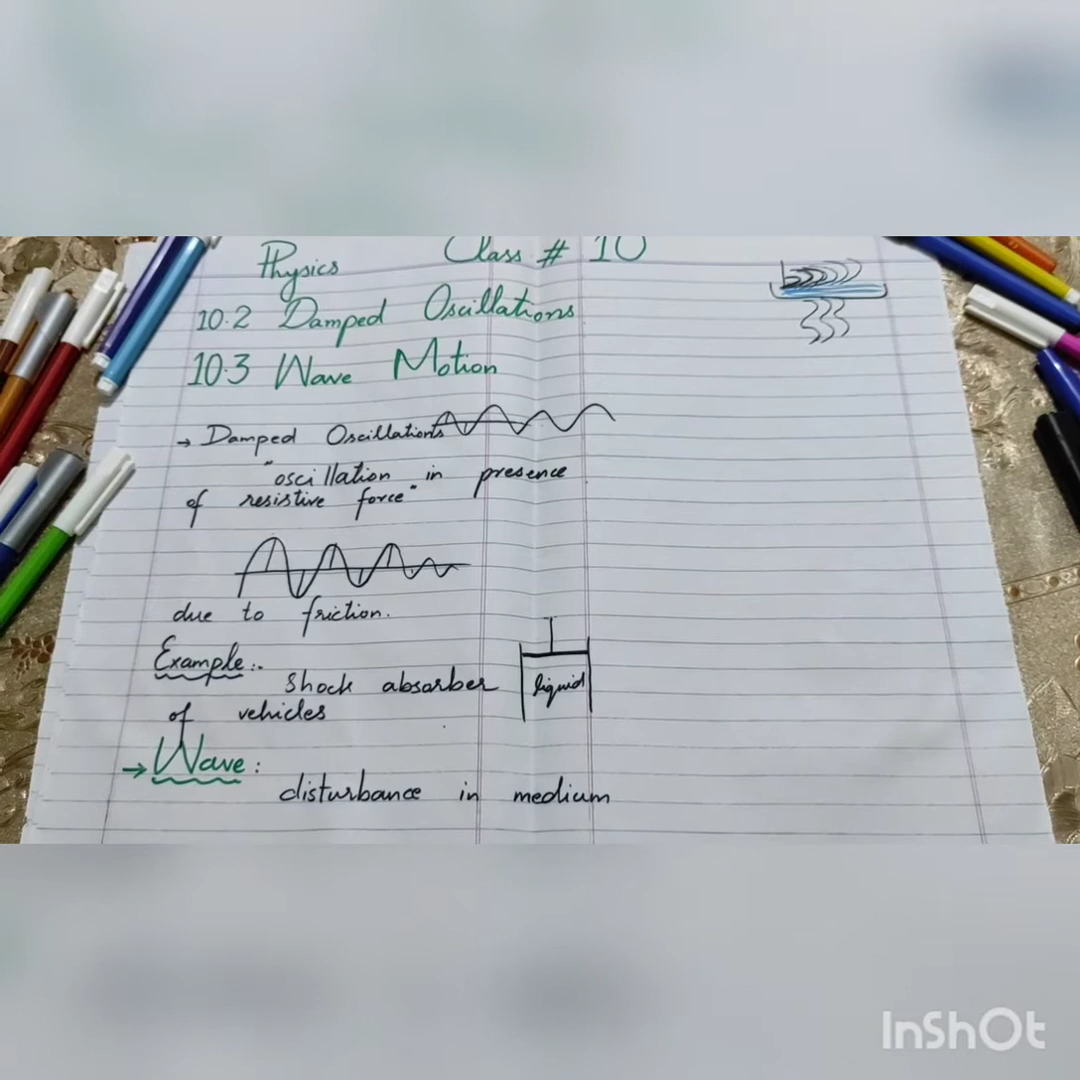 Physics Class # 10
10.2 Damped Oscillations
10.3 Wave Motion
→ Damped Oscillations
"oscillation in presence
of resistive force"
due to friction.
Example:-
Shock absorber
of vehicles
liquid
→ Wave:
disturbance in medium
InShOt